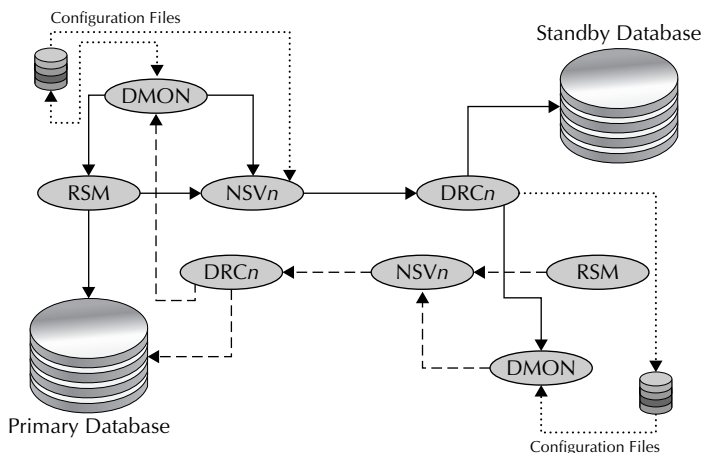 Configuration Files
Standby Database
DMON
RSM
NSVn
DRCn
DRCn
NSVn
RSM
DMON
Primary Database
Configuration Files